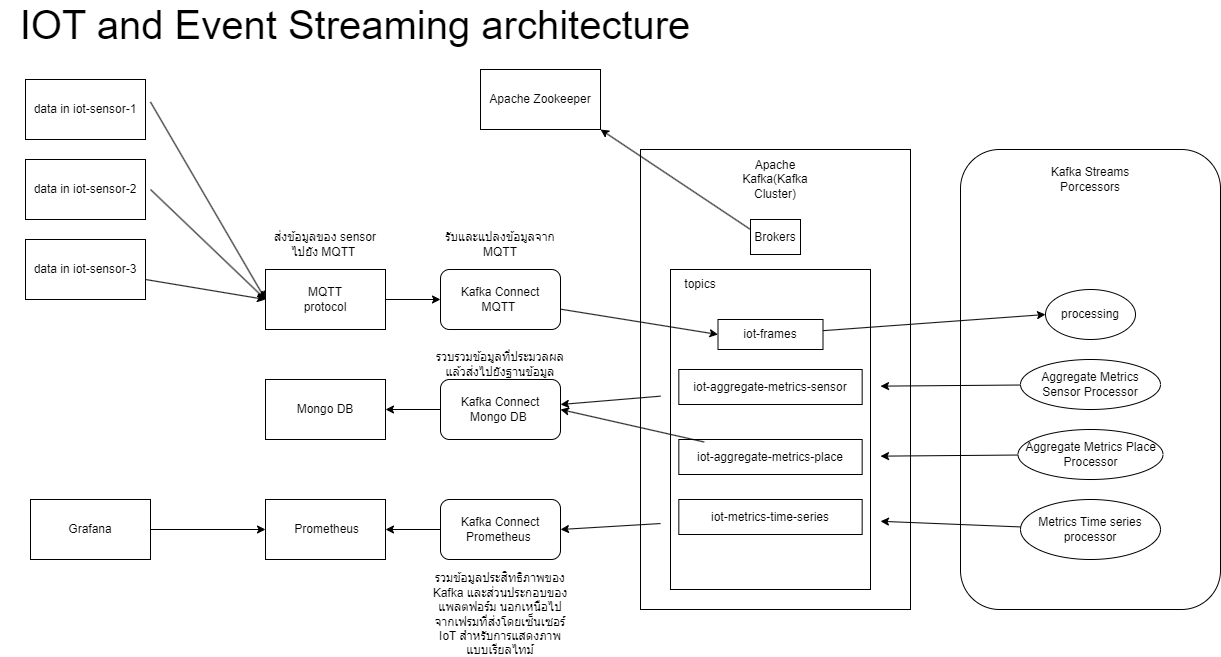 IOT and Event Streaming architecture
data in iot-sensor-1
data in iot-sensor-2
data in iot-sensor-3
Apache Zookeeper
Apache
Kafka(Kafka
Cluster)
Brokers
Kafka Streams
Porcessors
ส่งข้อมูลของ sensor
ไปยัง MQTT
MQTT
protocol
รับและแปลงข้อมูลจาก
MQTT
Kafka Connect
MQTT
topics
iot-frames
processing
รวบรวมข้อมูลที่ประมวลผล
แล้วส่งไปยังฐานข้อมูล
Mongo DB
Kafka Connect
Mongo DB
iot-aggregate-metrics-sensor
Aggregate Metrics
Sensor Processor
iot-aggregate-metrics-place
Aggregate Metrics Place
Processor
Grafana
Prometheus
Kafka Connect
Prometheus
iot-metrics-time-series
Metrics Time series
processor
รวมข้อมูลประสิทธิภาพของ
Kafka และส่วนประกอบของ
แพลตฟอร์ม นอกเหนือไป
จากเฟรมที่ส่งโดยเซ็นเซอร์
IoT สำหรับการแสดงภาพ
แบบเรียลไทม์